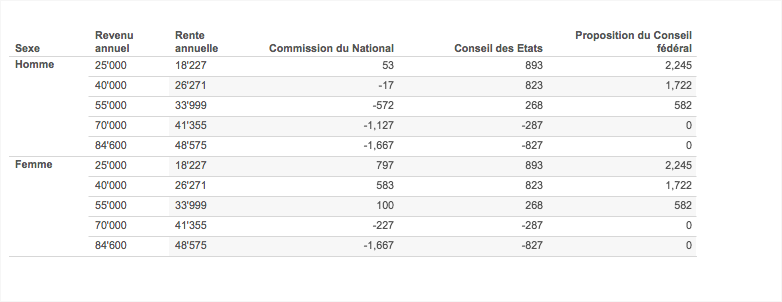 Sexe Revenu annuel Rente annuelle Commission du National Conseil des Etats Proposition du Conseil fédéral
Homme 25'000 18'227 53 893 2,245
40'000 26'271 -17 823 1,722
55'000 33'999 -572 268 582
70'000 41'355 -1,127 -287 0
84'600 48'575 -1,667 -827 0
Femme 25'000 18'227 797 893 2,245
40'000 26'271 583 823 1,722
55'000 33'999 100 268 582
70'000 41'355 -227 -287 0
84'600 48'575 -1,667 -827 0